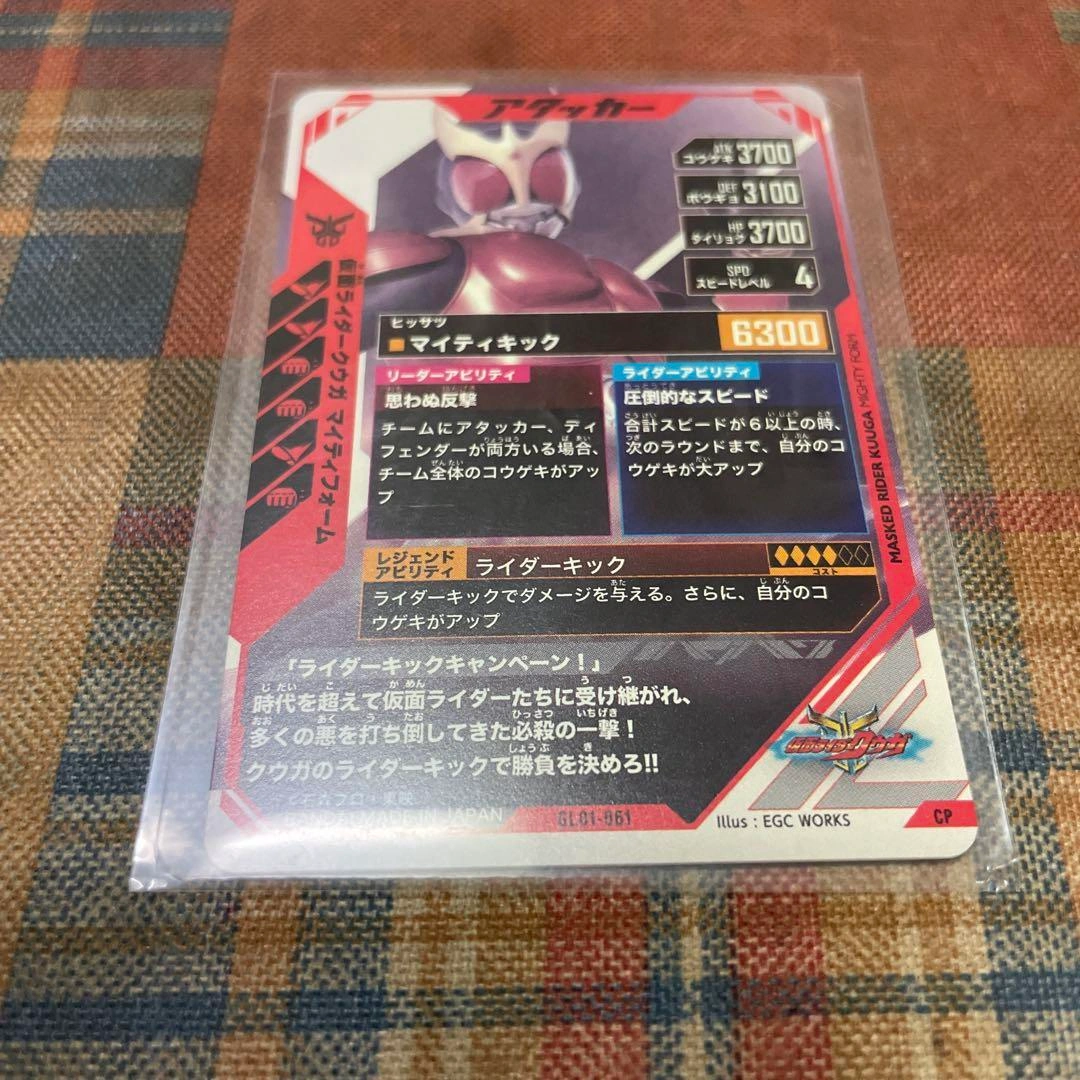 アタッカー
ATK
コウゲキ 3700
DEF
ボウギョ 3100
HP
タイリョク 3700
SPD
スピードレベル 4
仮面ライダークウガ マイティフォーム
MASKED RIDER KUUGA MIGHTY FORM
ヒッサツ
マイティキック
6300
リーダーアビリティ
思わぬ反撃
チームにアタッカー、ディ
フェンダーが両方いる場合、
チーム全体のコウゲキがアッ
プ
ライダーアビリティ
圧倒的なスピード
合計スピードが6以上の時、
次のラウンドまで、自分のコ
ウゲキが大アップ
レジェンド
アビリティ
ライダーキック
コスト
ライダーキックでダメージを与える。さらに、自分のコ
ウゲキがアップ
「ライダーキックキャンペーン！」
時代を超えて仮面ライダーたちに受け継がれ、
多くの悪を打ち倒してきた必殺の一撃！
クウガのライダーキックで勝負を決めろ!!
仮面ライダークウガ
MADE IN JAPAN
GL01-061
Illus : EGC WORKS
CP